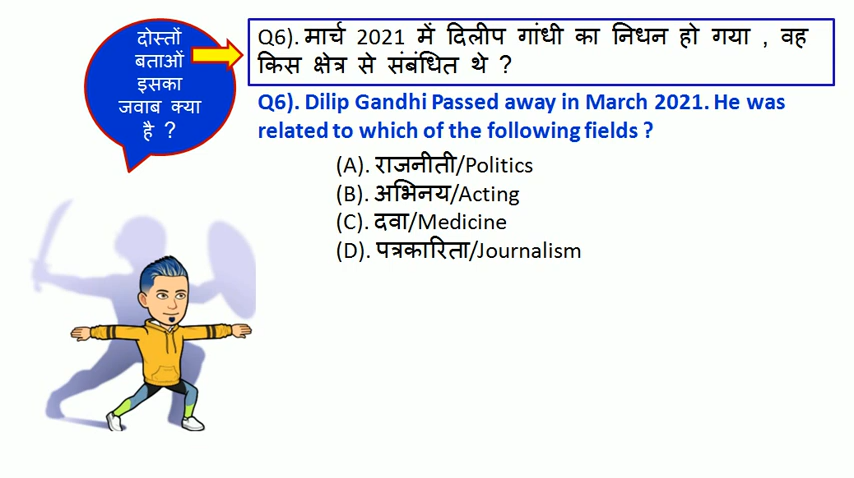 दोस्तों
बताओं
इसका
जवाब क्या
है ?
Q6). मार्च 2021 में दिलीप गांधी का निधन हो गया , वह
किस क्षेत्र से संबंधित थे ?
Q6). Dilip Gandhi Passed away in March 2021. He was
related to which of the following fields ?
(A). राजनीती/Politics
(B). अभिनय/Acting
(C). दवा/Medicine
(D). पत्रकारिता/Journalism